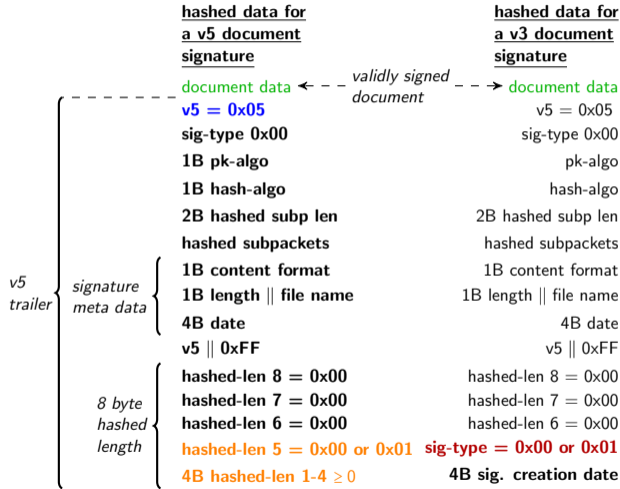 hashed data for
a v5 document
signature
hashed data for
a v3 document
signature
document data
validly signed
document
document data
v5 = 0x05
v5 = 0x05
sig-type 0x00
sig-type 0x00
1B pk-algo
pk-algo
1B hash-algo
hash-algo
2B hashed subp len
2B hashed subp len
hashed subpackets
hashed subpackets
v5
trailer
signature
meta data
1B content format
1B content format
1B length || file name
1B length || file name
4B date
4B date
v5 || 0xFF
v5 || 0xFF
8 byte
hashed
length
hashed-len 8 = 0x00
hashed-len 8 = 0x00
hashed-len 7 = 0x00
hashed-len 7 = 0x00
hashed-len 6 = 0x00
hashed-len 6 = 0x00
hashed-len 5 = 0x00 or 0x01
sig-type = 0x00 or 0x01
4B hashed-len 1-4 ≥ 0
4B sig. creation date